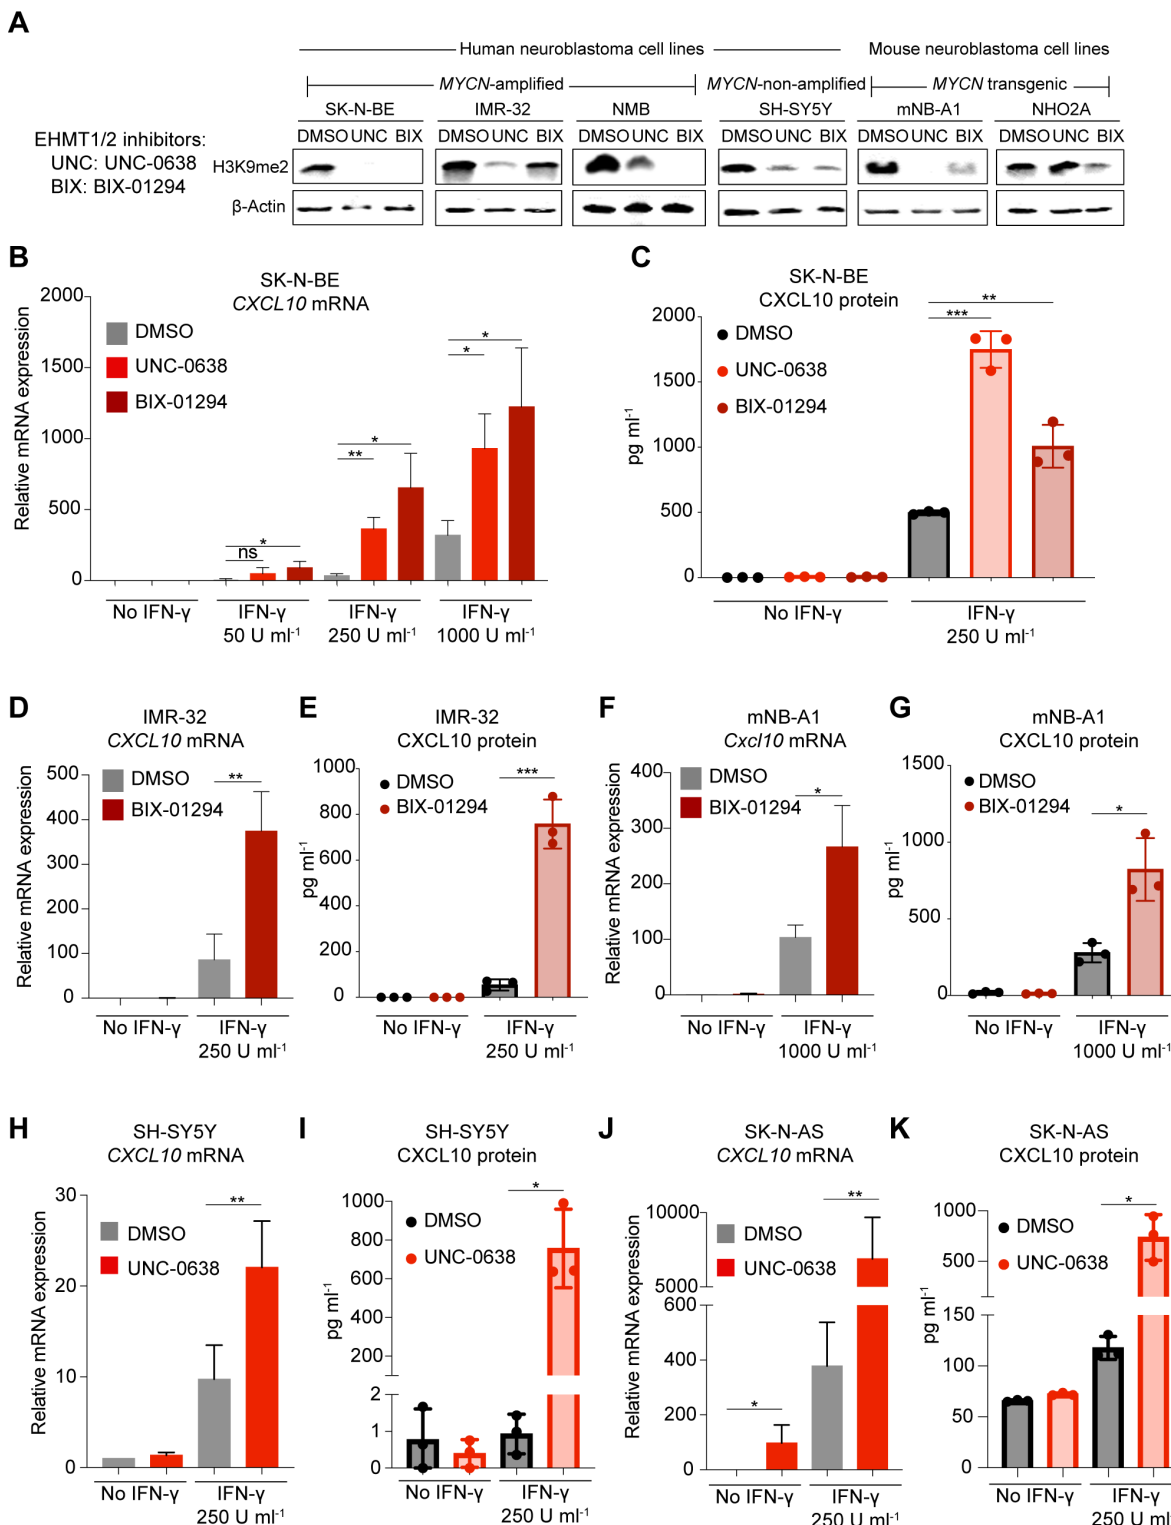 A
Human neuroblastoma cell lines
Mouse neuroblastoma cell lines
MYCN-amplified
MYCN-non-amplified
MYCN transgenic
SK-N-BE
IMR-32
NMB
SH-SY5Y
mNB-A1
NHO2A
EHMT1/2 inhibitors:
UNC: UNC-0638
BIX: BIX-01294
DMSO UNC BIX
DMSO UNC BIX
DMSO UNC BIX
DMSO UNC BIX
DMSO UNC BIX
DMSO UNC BIX
H3K9me2
β-Actin
B
SK-N-BE
CXCL10 mRNA
Relative mRNA expression
2000
1500
1000
500
0
DMSO
UNC-0638
BIX-01294
ns
*
**
*
*
*
No IFN-γ
IFN-γ
50 U ml-1
IFN-γ
250 U ml-1
IFN-γ
1000 U ml-1
C
SK-N-BE
CXCL10 protein
pg ml-1
2000
1500
1000
500
0
DMSO
UNC-0638
BIX-01294
**
***
No IFN-γ
IFN-γ
250 U ml-1
D
IMR-32
CXCL10 mRNA
Relative mRNA expression
500
400
300
200
100
0
DMSO
BIX-01294
**
No IFN-γ
IFN-γ
250 U ml-1
E
IMR-32
CXCL10 protein
pg ml-1
1000
800
600
400
200
0
DMSO
BIX-01294
***
No IFN-γ
IFN-γ
250 U ml-1
F
mNB-A1
Cxcl10 mRNA
Relative mRNA expression
400
300
200
100
0
DMSO
BIX-01294
*
No IFN-γ
IFN-γ
1000 U ml-1
G
mNB-A1
CXCL10 protein
pg ml-1
1500
1000
500
0
DMSO
BIX-01294
*
No IFN-γ
IFN-γ
1000 U ml-1
H
SH-SY5Y
CXCL10 mRNA
Relative mRNA expression
30
20
10
0
DMSO
UNC-0638
**
No IFN-γ
IFN-γ
250 U ml-1
I
SH-SY5Y
CXCL10 protein
pg ml-1
1000
800
600
400
200
2
1
0
DMSO
UNC-0638
*
No IFN-γ
IFN-γ
250 U ml-1
J
SK-N-AS
CXCL10 mRNA
Relative mRNA expression
10000
5000
600
400
200
0
DMSO
UNC-0638
*
**
No IFN-γ
IFN-γ
250 U ml-1
K
SK-N-AS
CXCL10 protein
pg ml-1
1000
500
150
100
50
0
DMSO
UNC-0638
*
No IFN-γ
IFN-γ
250 U ml